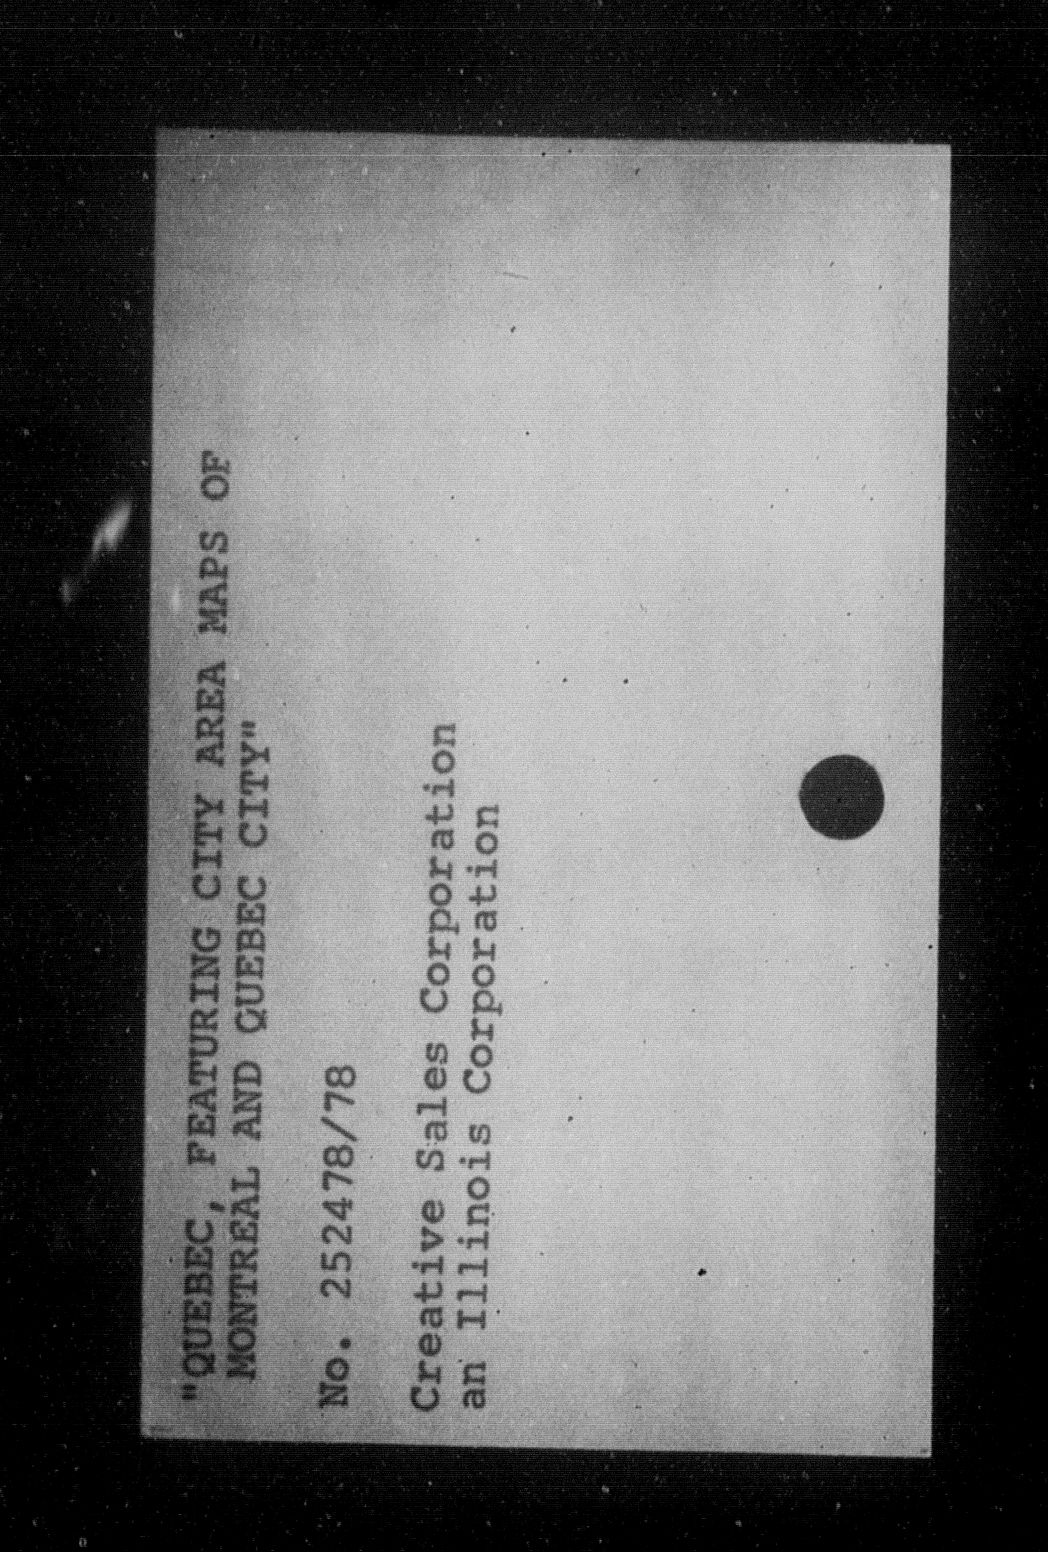 "QUEBEC, FEATURING CITY AREA MAPS OF
MONTREAL AND QUEBEC CITY"
No. 252478/78
Creative Sales Corporation
an Illinois Corporation